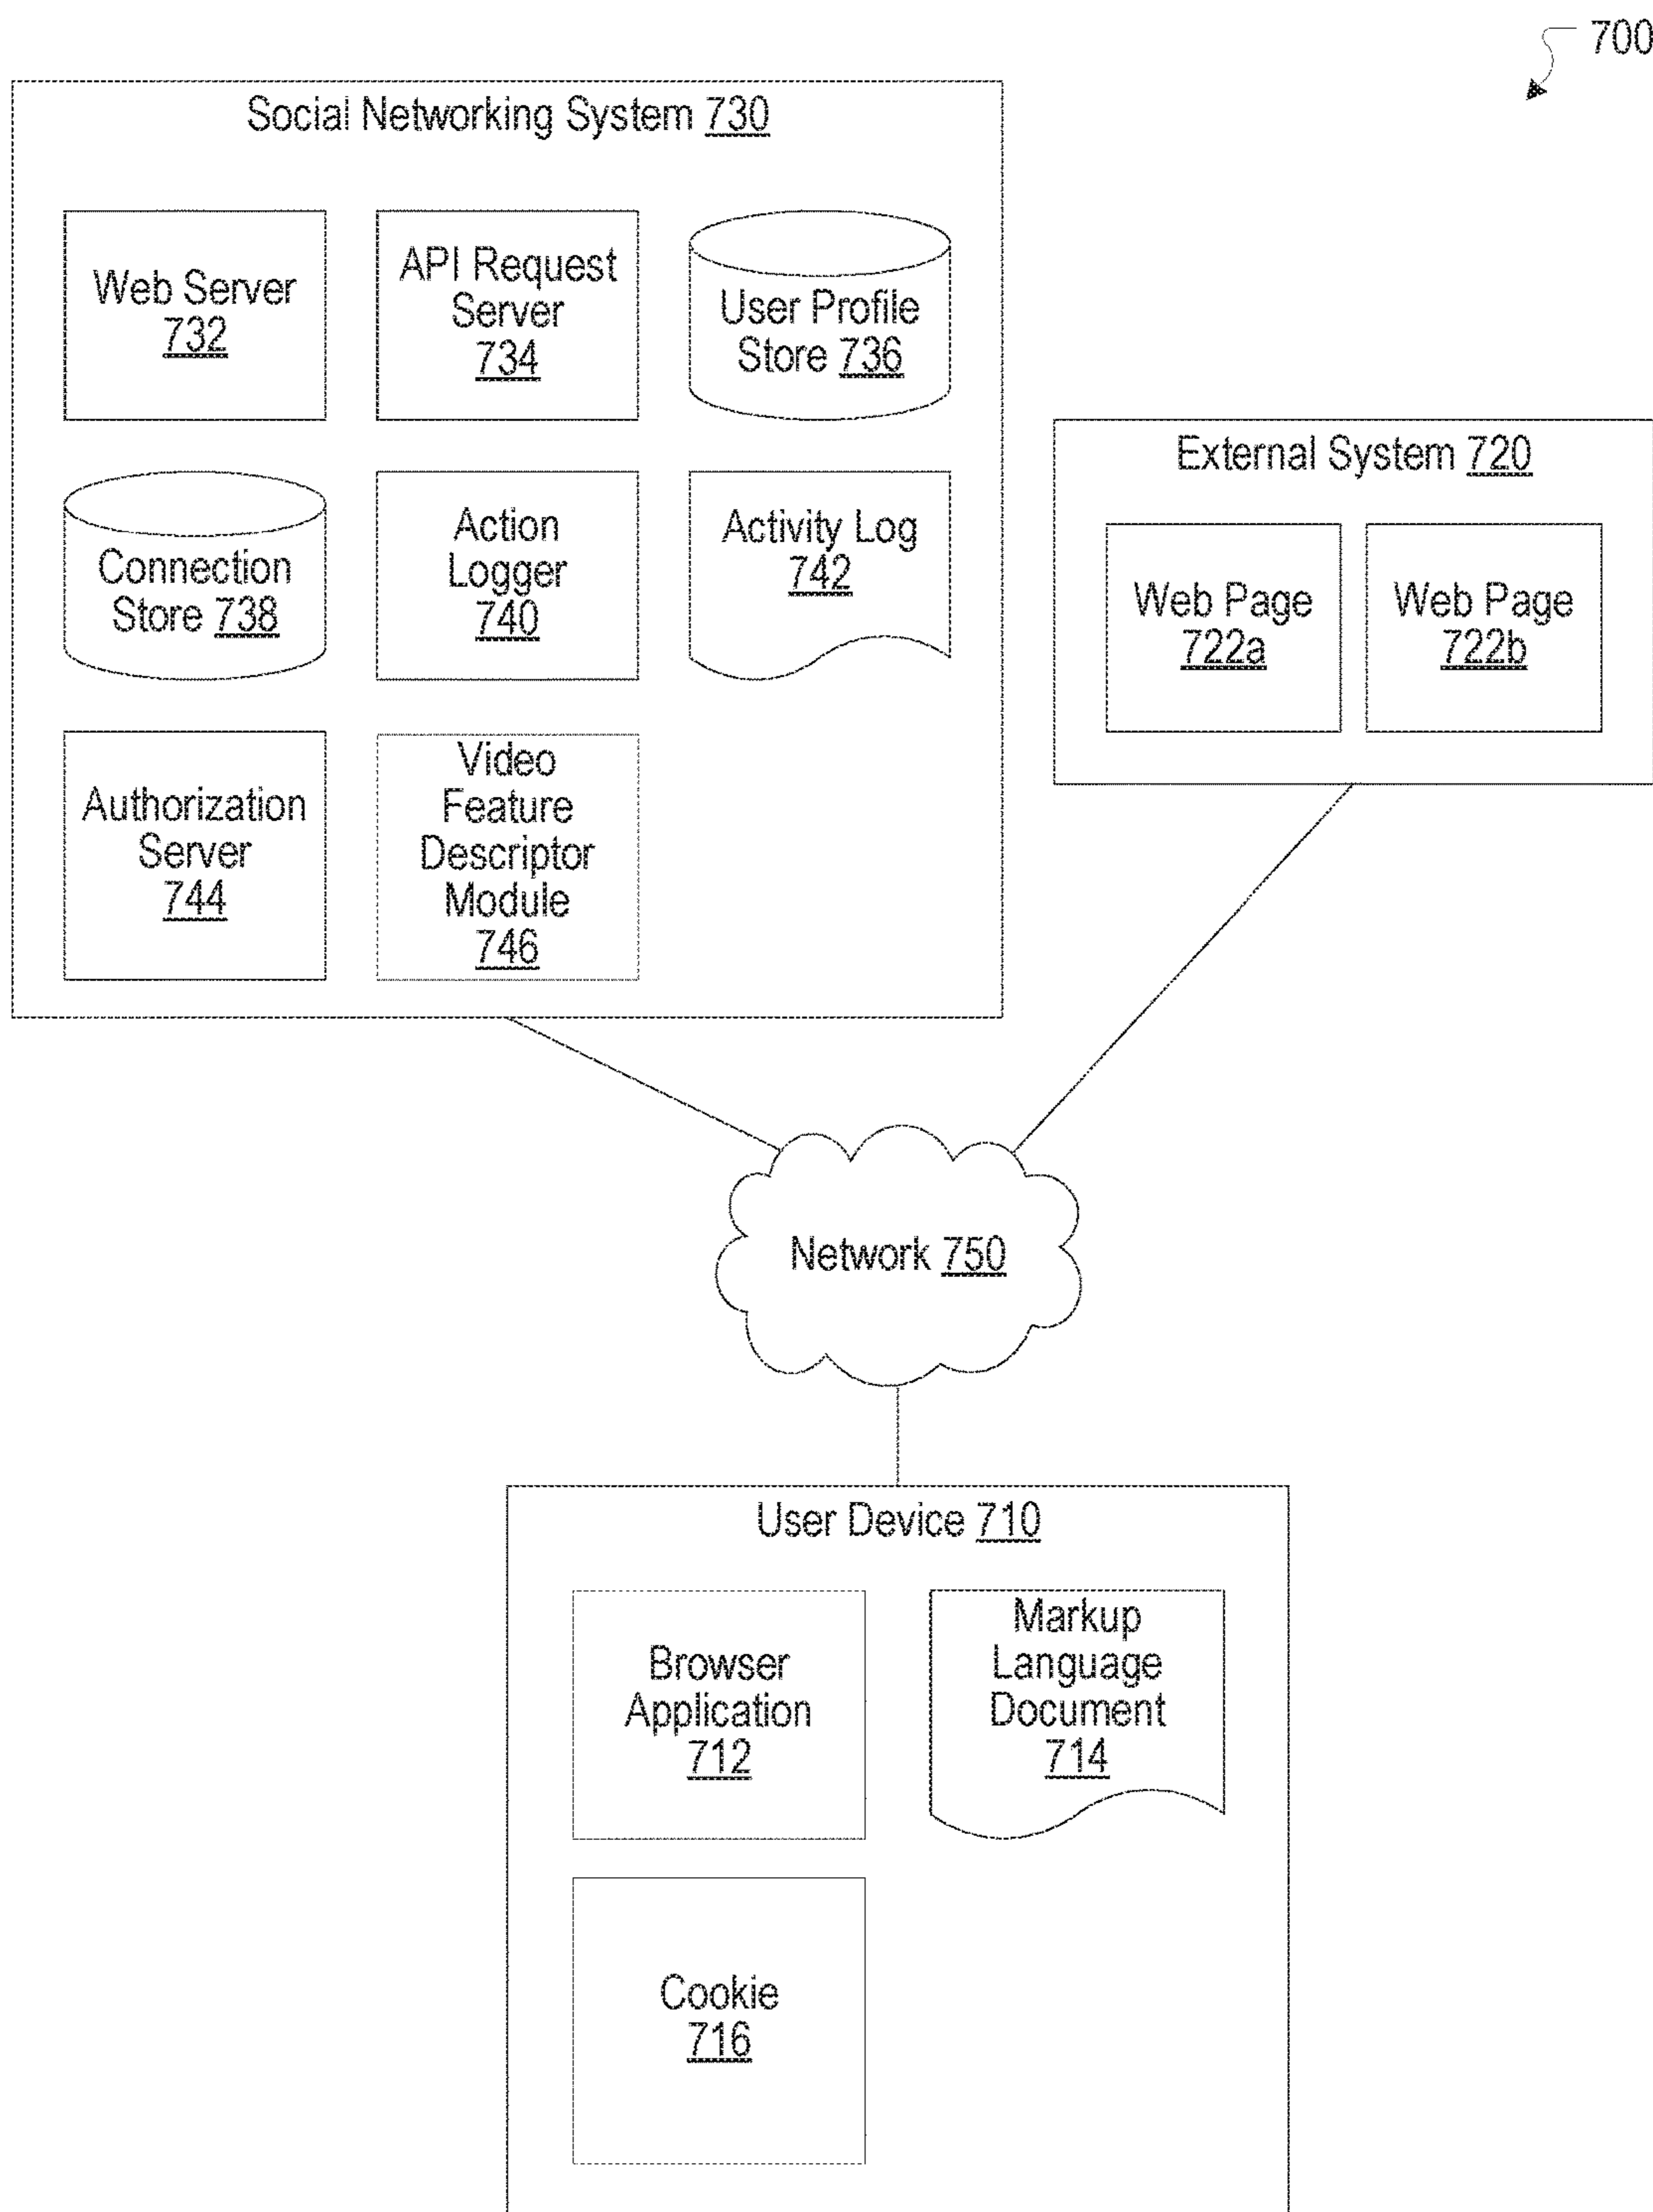 700
Social Networking System 730
Web Server
732
API Request
Server
734
User Profile
Store 736
Connection
Store 738
Action
Logger
740
Activity Log
742
Authorization
Server
744
Video
Feature
Descriptor
Module
746
External System 720
Web Page
722a
Web Page
722b
Network 750
User Device 710
Browser
Application
712
Markup
Language
Document
714
Cookie
716